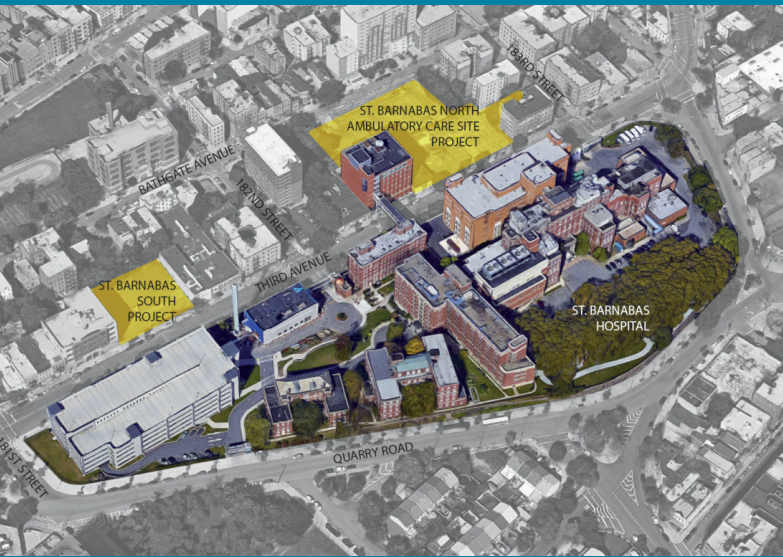 183RD STREET
ST. BARNABAS NORTH
AMBULATORY CARE SITE
PROJECT
BATHGATE AVENUE
182ND STREET
THIRD AVENUE
ST. BARNABAS
SOUTH
PROJECT
ST. BARNABAS
HOSPITAL
QUARRY ROAD
181ST STREET